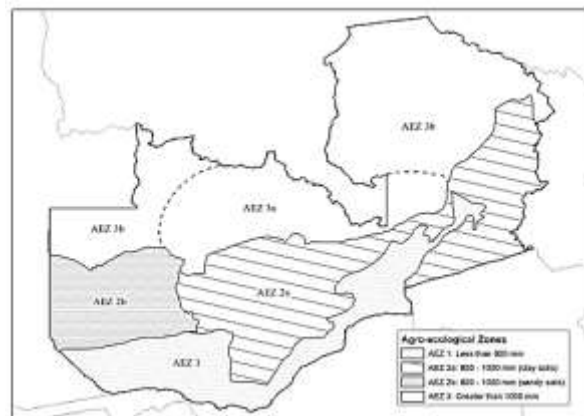 AEZ 3b
AEZ 3a
AEZ 3b
AEZ 2b
AEZ 2a
AEZ 1
Agro-ecological Zones
AEZ 1: Less than 800 mm
AEZ 2a: 800 - 1000 mm (clay soils)
AEZ 2b: 800 - 1000 mm (sandy soils)
AEZ 3: Greater than 1000 mm